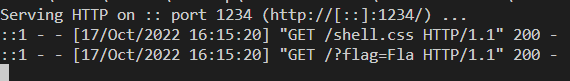 Serving HTTP on :: port 1234 (http://[::]:1234/) ...
::1 - - [17/Oct/2022 16:15:20] "GET /shell.css HTTP/1.1" 200 -
::1 - - [17/Oct/2022 16:15:20] "GET /?flag=Fla HTTP/1.1" 200 -